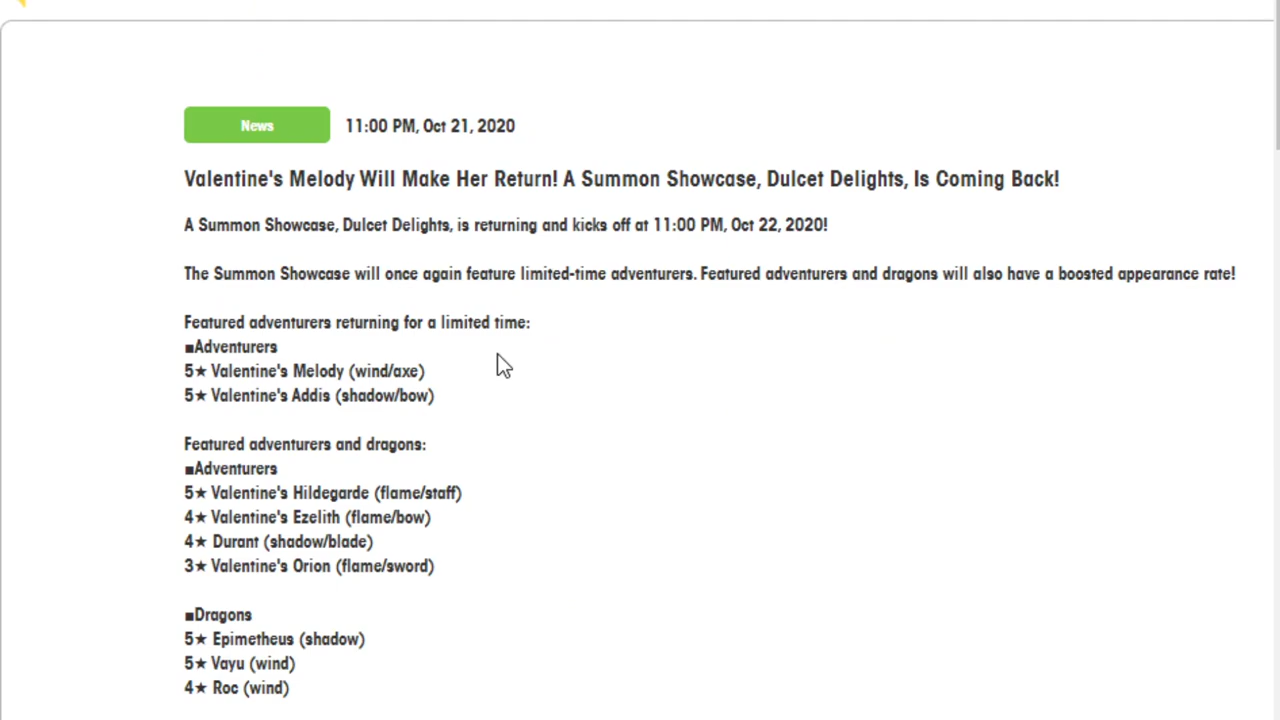 News
11:00 PM, Oct 21, 2020
Valentine's Melody Will Make Her Return! A Summon Showcase, Dulcet Delights, Is Coming Back!
A Summon Showcase, Dulcet Delights, is returning and kicks off at 11:00 PM, Oct 22, 2020!
The Summon Showcase will once again feature limited-time adventurers. Featured adventurers and dragons will also have a boosted appearance rate!
Featured adventurers returning for a limited time:
■Adventurers
5★ Valentine's Melody (wind/axe)
5★ Valentine's Addis (shadow/bow)
Featured adventurers and dragons:
■Adventurers
5★ Valentine's Hildegarde (flame/staff)
4★ Valentine's Ezelith (flame/bow)
4★ Durant (shadow/blade)
3★ Valentine's Orion (flame/sword)
■Dragons
5★ Epimetheus (shadow)
5★ Vayu (wind)
4★ Roc (wind)